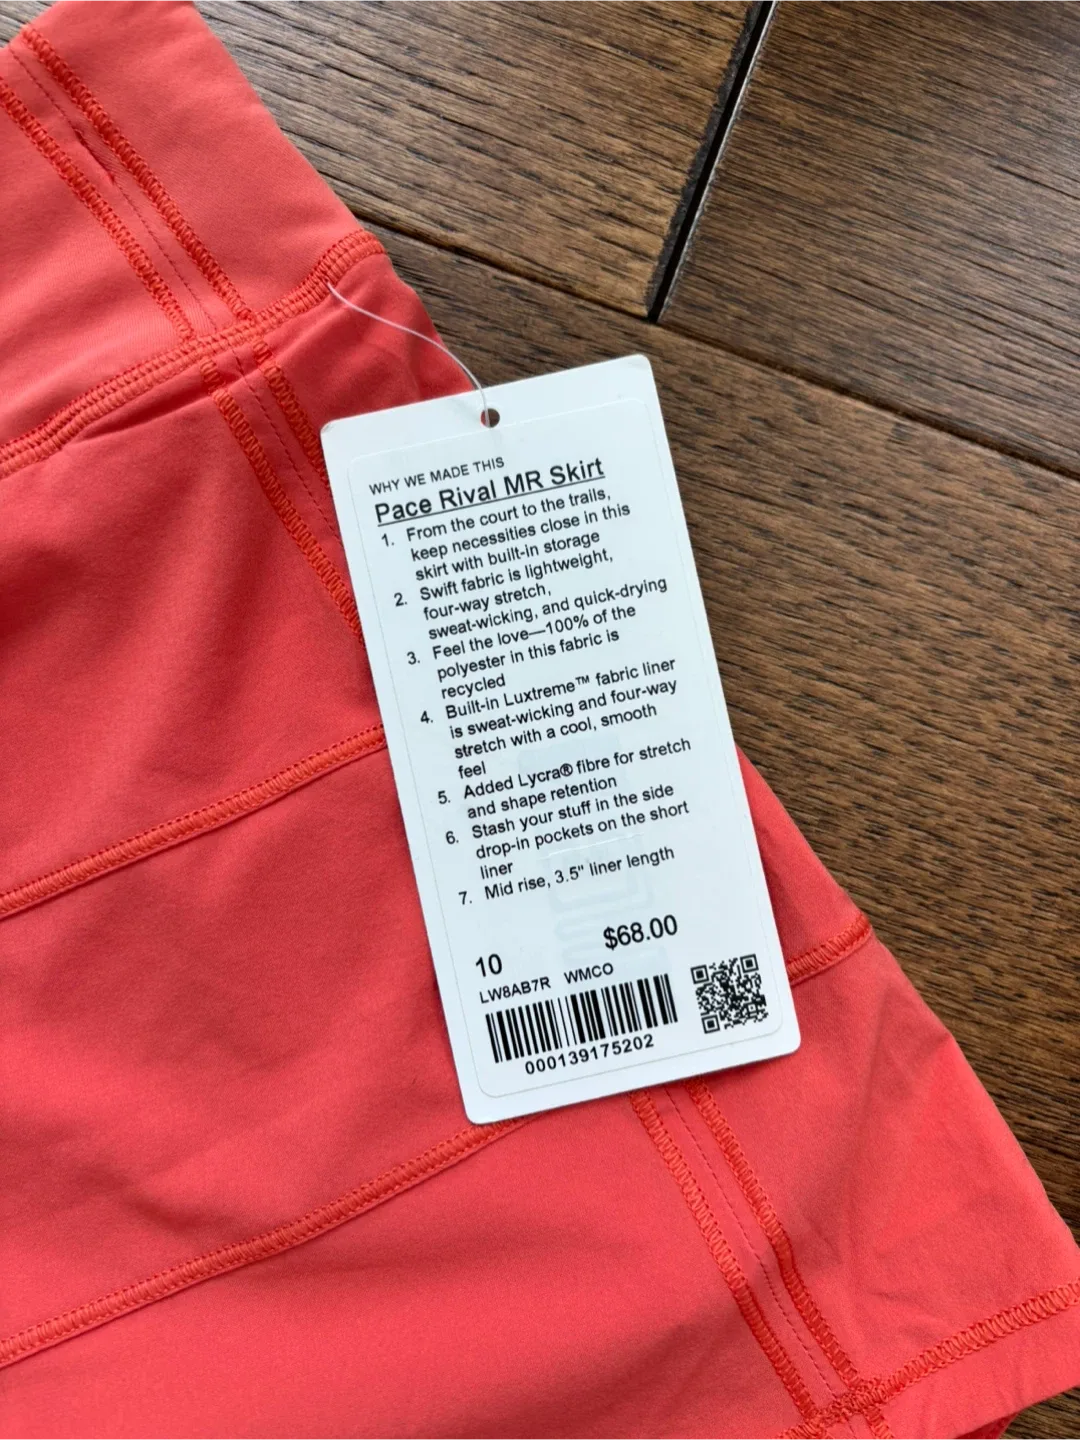 WHY WE MADE THIS
Pace Rival MR Skirt
1. From the court to the trails,
keep necessities close in this
skirt with built-in storage
2. Swift fabric is lightweight,
four-way stretch,
sweat-wicking, and quick-drying
3. Feel the love—100% of the
polyester in this fabric is
recycled
4. Built-in Luxtreme™ fabric liner
is sweat-wicking and four-way
stretch with a cool, smooth
feel
5. Added Lycra® fibre for stretch
and shape retention
6. Stash your stuff in the side
drop-in pockets on the short
liner
7. Mid rise, 3.5" liner length
$68.00
10
LW8AB7R WMCO
000139175202